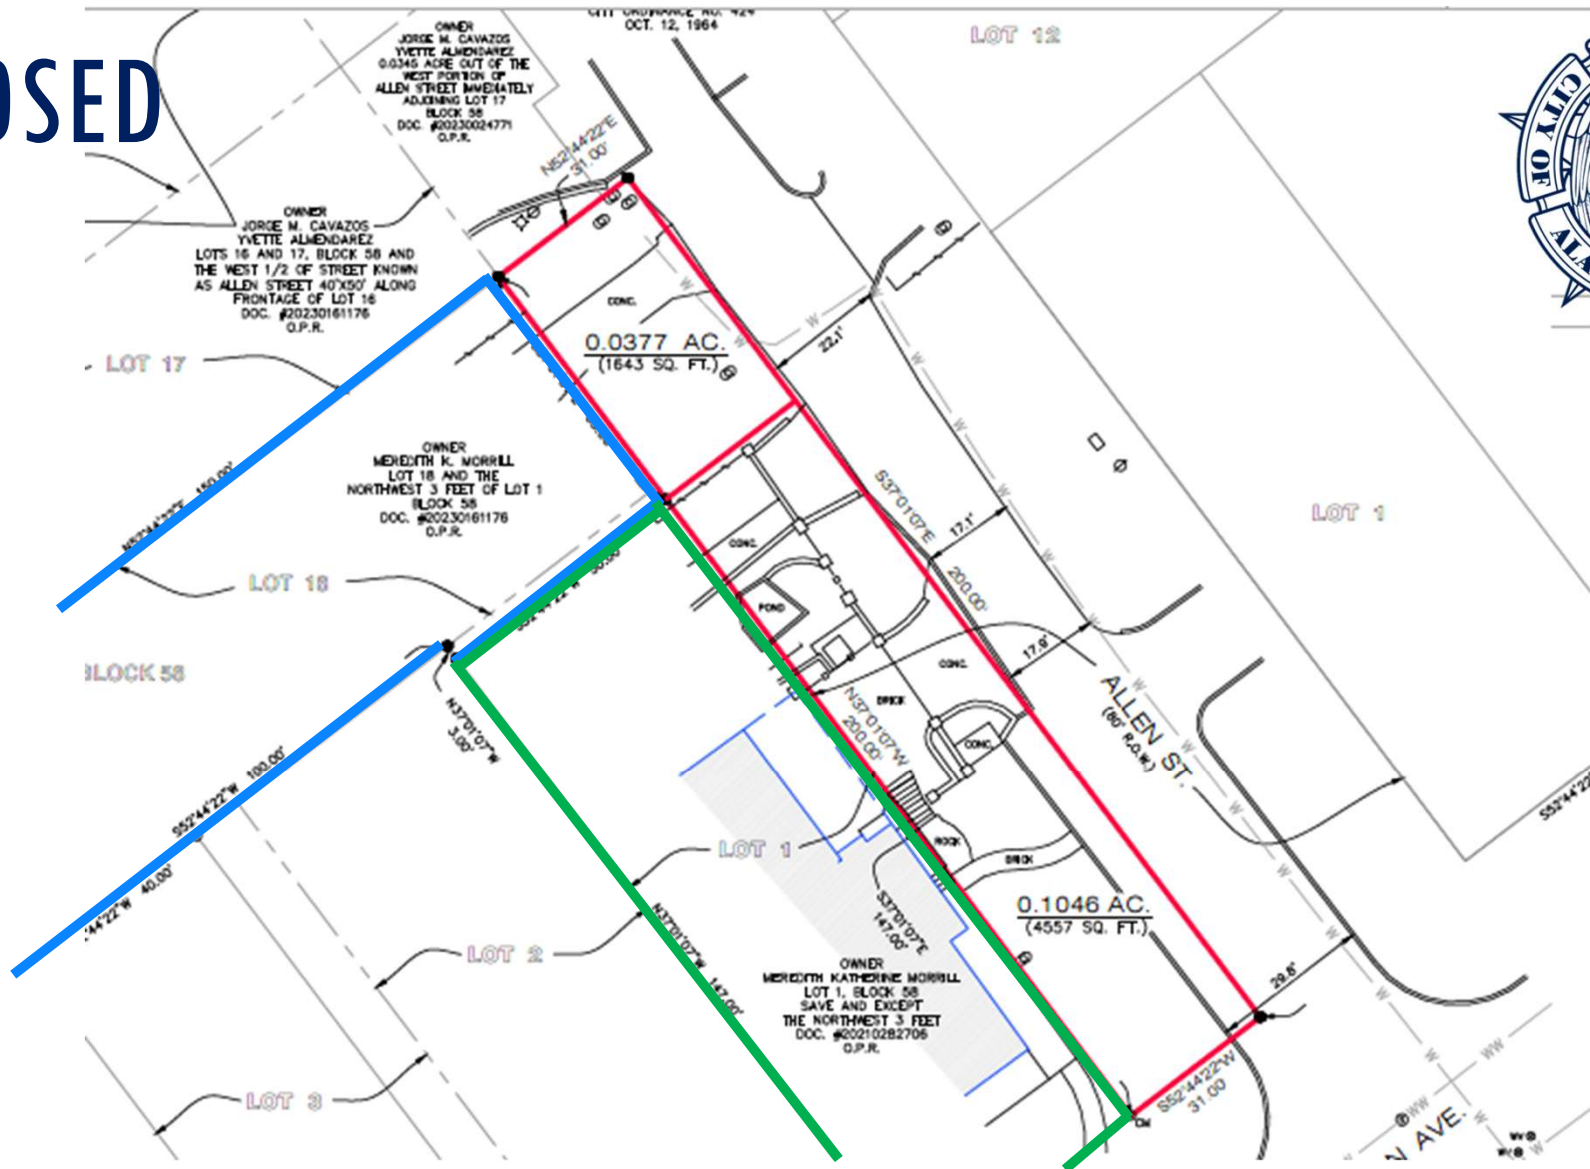 OSED
CITY ORDINANCE NO. 424
OCT. 12, 1964
LOT 12
CITY OF
ALA
OWNER
JORGE M. CAVAZOS
YVETTE ALMENDAREZ
0.0345 ACRE OUT OF THE
WEST PORTION OF
ALLEN STREET IMMEDIATELY
ADJOINING LOT 17
BLOCK 58
DOC. #20230024771
O.P.R.
N52°44'22"E
31.00'
OWNER
JORGE M. CAVAZOS
YVETTE ALMENDAREZ
LOTS 16 AND 17, BLOCK 58 AND
THE WEST 1/2 OF STREET KNOWN
AS ALLEN STREET 40'X50' ALONG
FRONTAGE OF LOT 16
DOC. #20230161176
O.P.R.
CONC.
0.0377 AC.
(1643 SQ. FT.)
W
W
W
22.1'
W
LOT 17
OWNER
MEREDITH K. MORRILL
LOT 18 AND THE
NORTHWEST 3 FEET OF LOT 1
BLOCK 58
DOC. #20230161176
O.P.R.
N52°44'22"E 150.00'
W
S37°01'07"E
200.00'
17.1'
W
LOT 1
CONC.
W
LOT 18
POND
17.9'
W
CONC.
BLOCK 58
N37°01'07"W
3.00'
BRICK
N37°01'07"W
200.00'
ALLEN ST.
(80' R.O.W.)
W
CONC.
W
S52°44'22"W 100.00'
S52°44'22"
W
LOT 1
ROCK
BRICK
W
44'22"W 40.00'
S37°01'07"E
147.00'
0.1046 AC.
(4557 SQ. FT.)
W
LOT 2
N37°01'07"W 147.00'
OWNER
MEREDITH KATHERINE MORRILL
LOT 1, BLOCK 58
SAVE AND EXCEPT
THE NORTHWEST 3 FEET
DOC. #20210282706
O.P.R.
29.8'
W
W
WW
LOT 3
S52°44'22"W
31.00
WW
N AVE.
W
W